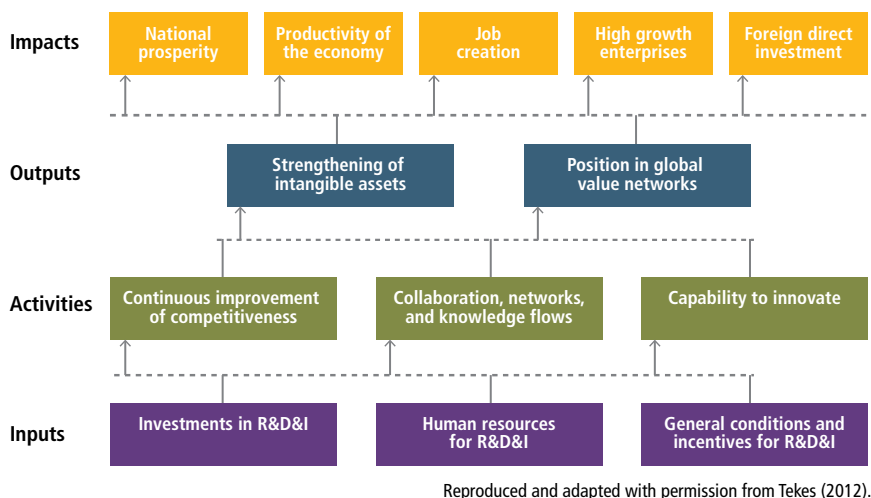 Impacts
National
prosperity
Productivity of
the economy
Job
creation
High growth
enterprises
Foreign direct
investment
Outputs
Strengthening of
intangible assets
Position in global
value networks
Activities
Continuous improvement
of competitiveness
Collaboration, networks,
and knowledge flows
Capability to innovate
Inputs
Investments in R&D&I
Human resources
for R&D&I
General conditions and
incentives for R&D&I
Reproduced and adapted with permission from Tekes (2012).